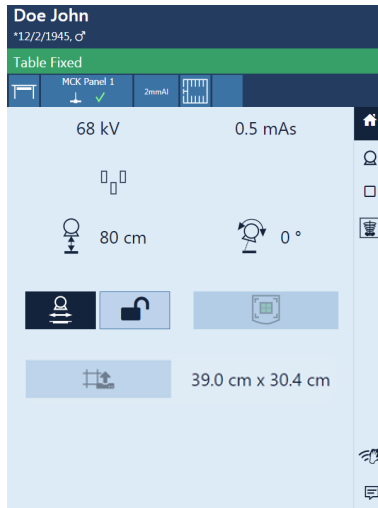 Doe John
*12/2/1945, ♂
Table Fixed
MCK Panel 1
2mmAl
68 kV 0.5 mAs
80 cm 0 °
39.0 cm x 30.4 cm